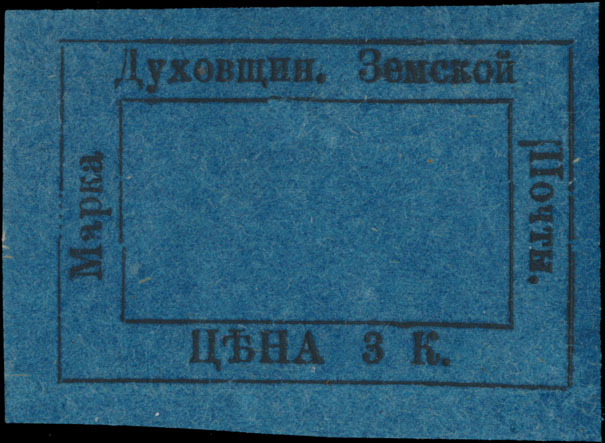 Марка
Духовщин. Земской
Почты.
ЦѢНА 3 К.